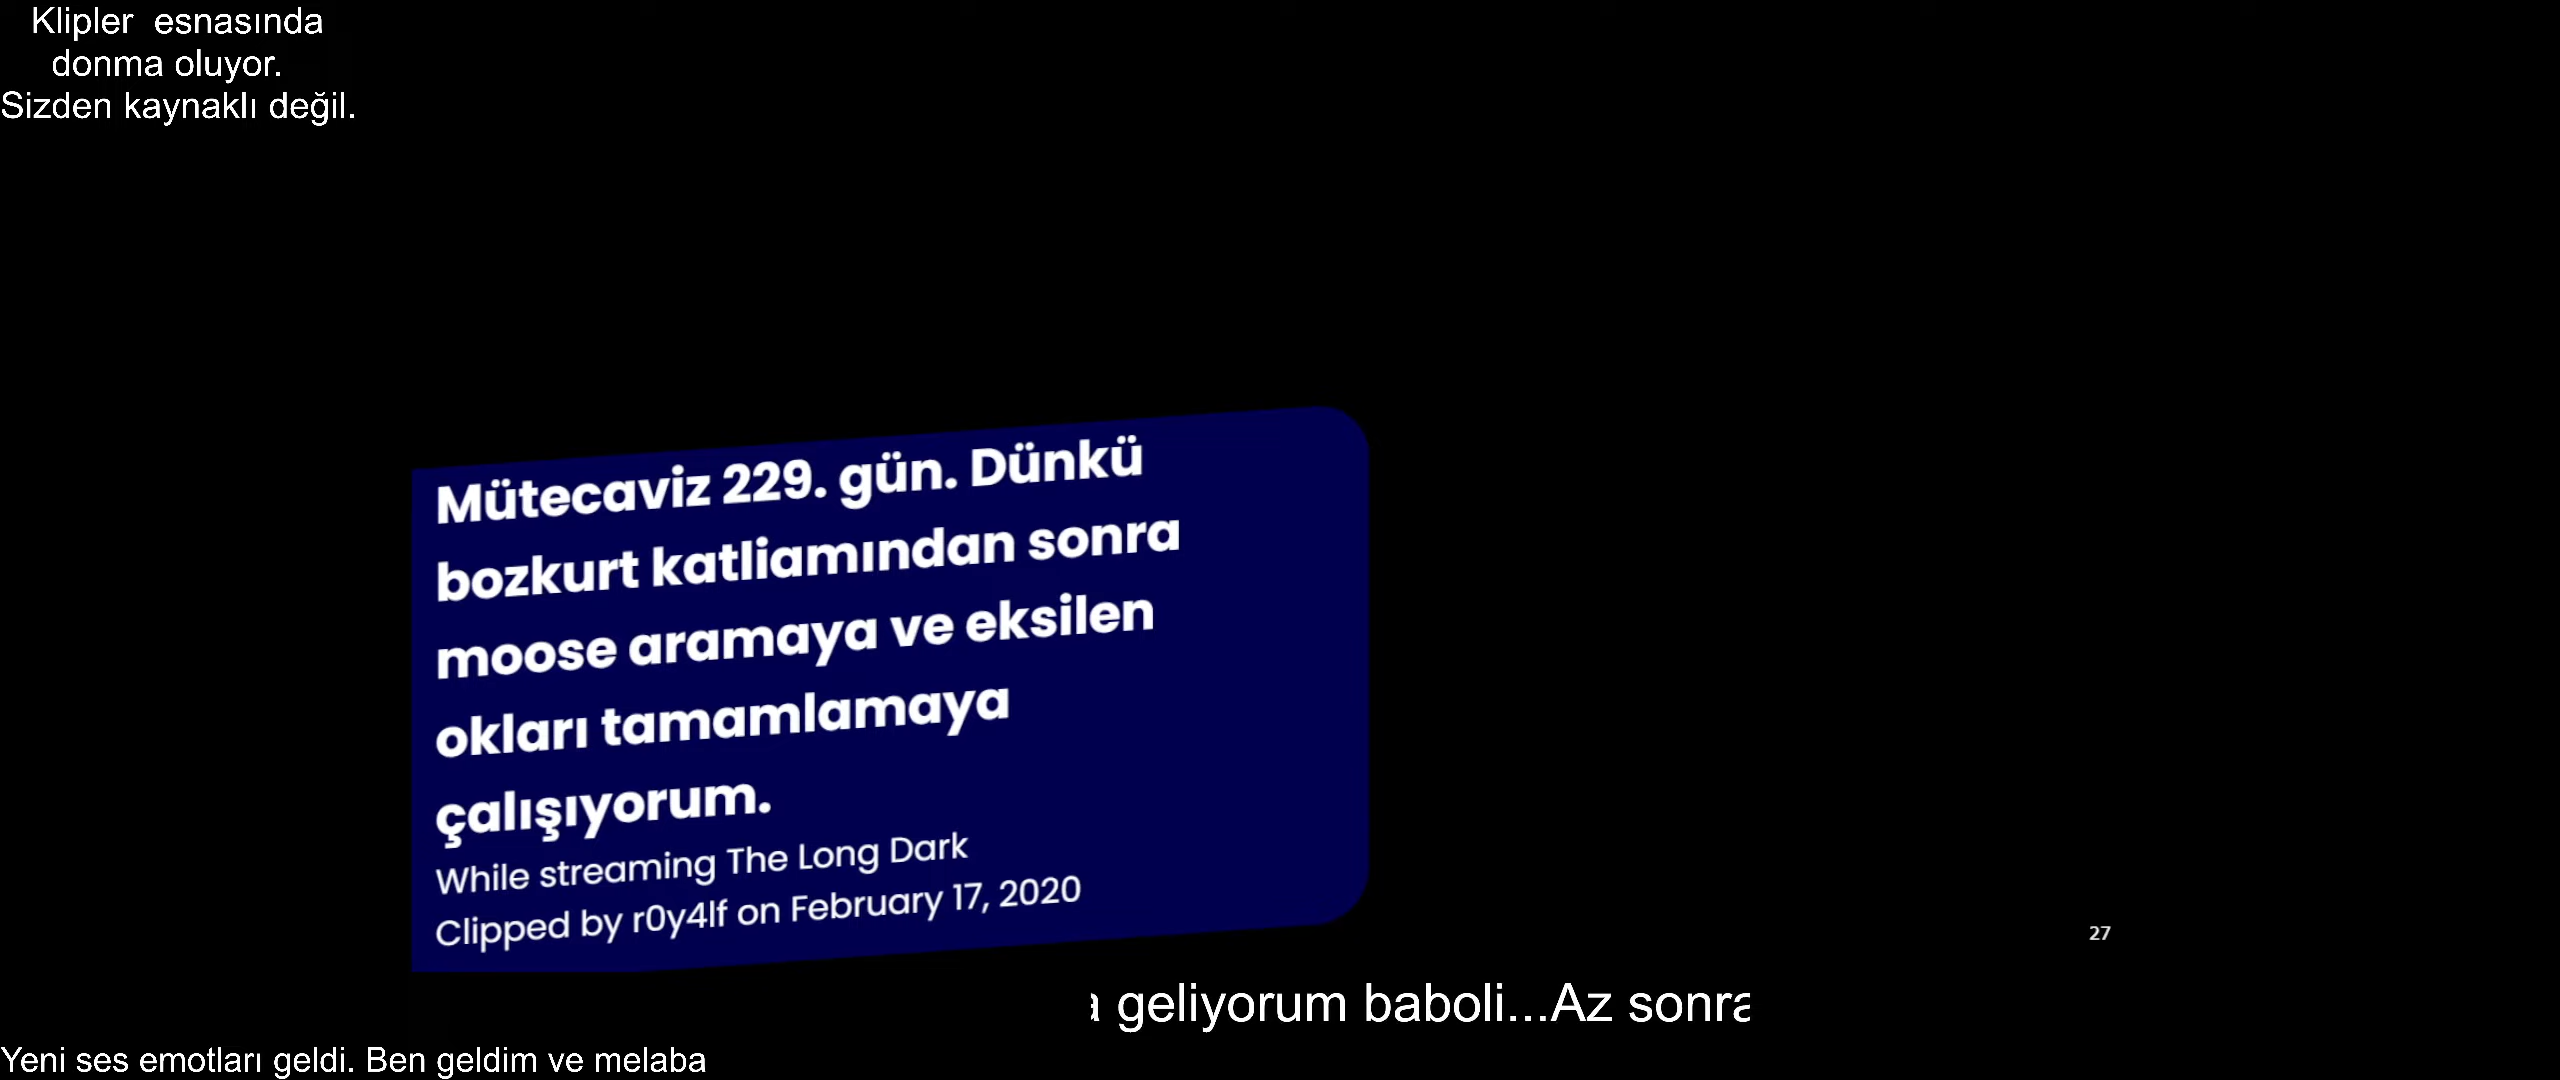 Klipler esnasında
donma oluyor.
Sizden kaynaklı değil.
Mütecaviz 229. gün. Dünkü
bozkurt katliamından sonra
moose aramaya ve eksilen
okları tamamlamaya
çalışıyorum.
While streaming The Long Dark
Clipped by r0y4lf on February 17, 2020
27
geliyorum baboli...Az sonra
Yeni ses emotları geldi. Ben geldim ve melaba